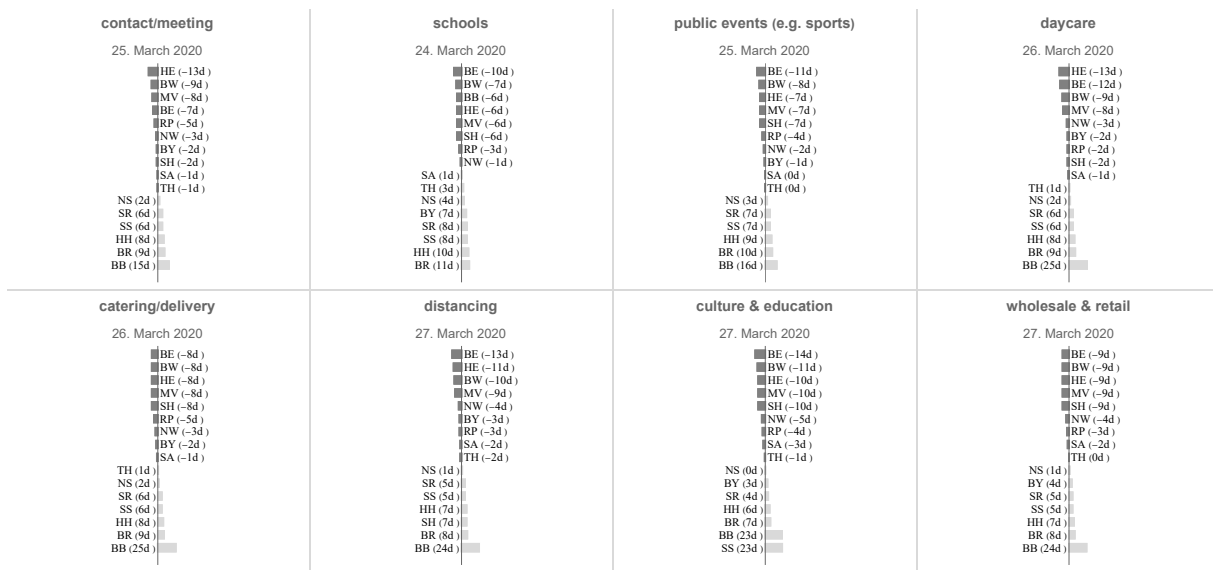 contact/meeting
25. March 2020
HE (−13d )
BW (−9d )
MV (−8d )
BE (−7d )
RP (−5d )
NW (−3d )
BY (−2d )
SH (−2d )
SA (−1d )
TH (−1d )
NS (2d )
SR (6d )
SS (6d )
HH (8d )
BR (9d )
BB (15d )
schools
24. March 2020
BE (−10d )
BW (−7d )
BB (−6d )
HE (−6d )
MV (−6d )
SH (−6d )
RP (−3d )
NW (−1d )
SA (1d )
TH (3d )
NS (4d )
BY (7d )
SR (8d )
SS (8d )
HH (10d )
BR (11d )
public events (e.g. sports)
25. March 2020
BE (−11d )
BW (−8d )
HE (−7d )
MV (−7d )
SH (−7d )
RP (−4d )
NW (−2d )
BY (−1d )
SA (0d )
TH (0d )
NS (3d )
SR (7d )
SS (7d )
HH (9d )
BR (10d )
BB (16d )
daycare
26. March 2020
HE (−13d )
BE (−12d )
BW (−9d )
MV (−8d )
NW (−3d )
BY (−2d )
RP (−2d )
SH (−2d )
SA (−1d )
TH (1d )
NS (2d )
SR (6d )
SS (6d )
HH (8d )
BR (9d )
BB (25d )
catering/delivery
26. March 2020
BE (−8d )
BW (−8d )
HE (−8d )
MV (−8d )
SH (−8d )
RP (−5d )
NW (−3d )
BY (−2d )
SA (−1d )
TH (1d )
NS (2d )
SR (6d )
SS (6d )
HH (8d )
BR (9d )
BB (25d )
distancing
27. March 2020
BE (−13d )
HE (−11d )
BW (−10d )
MV (−9d )
NW (−4d )
BY (−3d )
RP (−3d )
SA (−2d )
TH (−2d )
NS (1d )
SR (5d )
SS (5d )
HH (7d )
SH (7d )
BR (8d )
BB (24d )
culture & education
27. March 2020
BE (−14d )
BW (−11d )
HE (−10d )
MV (−10d )
SH (−10d )
NW (−5d )
RP (−4d )
SA (−3d )
TH (−1d )
NS (0d )
BY (3d )
SR (4d )
HH (6d )
BR (7d )
BB (23d )
SS (23d )
wholesale & retail
27. March 2020
BE (−9d )
BW (−9d )
HE (−9d )
MV (−9d )
SH (−9d )
NW (−4d )
RP (−3d )
SA (−2d )
TH (0d )
NS (1d )
BY (4d )
SR (5d )
SS (5d )
HH (7d )
BR (8d )
BB (24d )